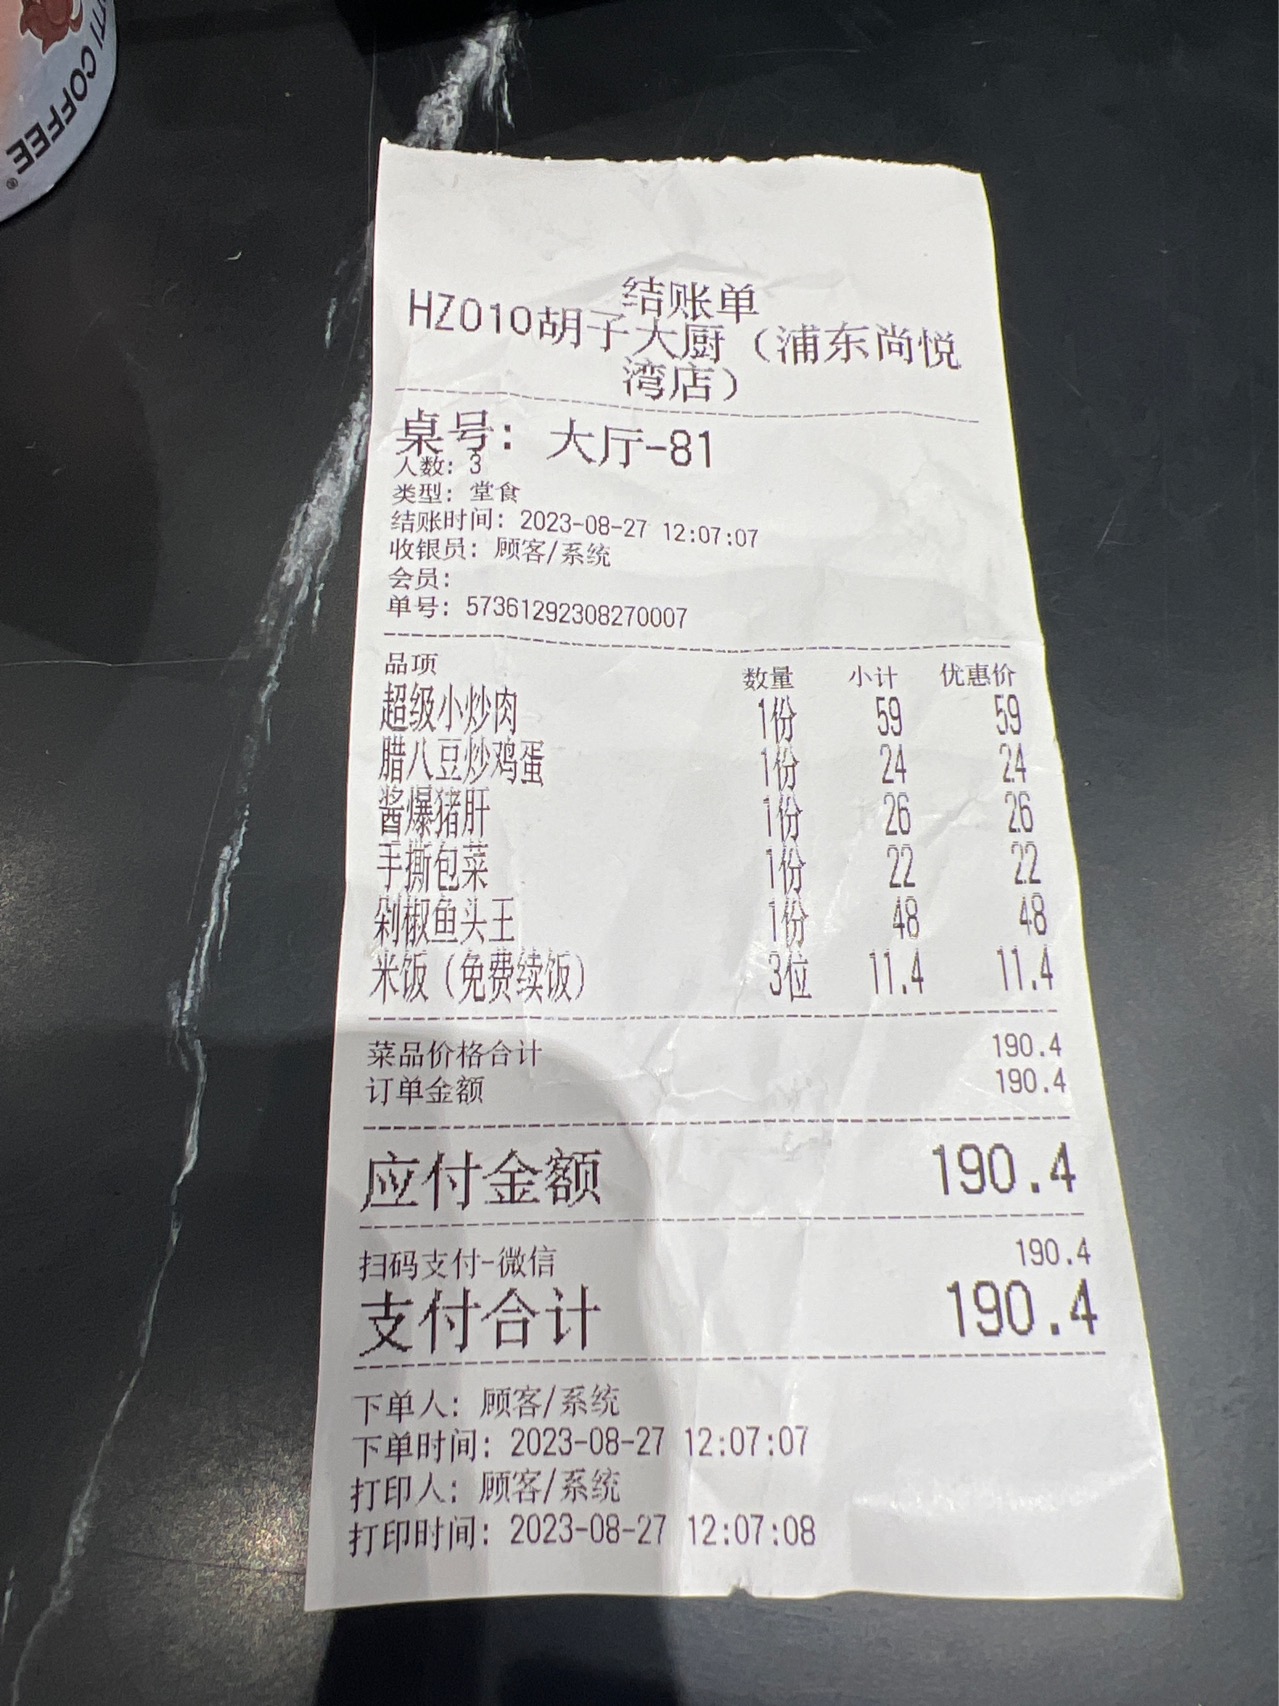 TTI COFFEE
®
结账单
HZ010胡子大厨（浦东尚悦
湾店）
桌号：大厅-81
人数：3
类型：堂食
结账时间：2023-08-27 12:07:07
收银员：顾客/系统
会员：
单号：57361292308270007
品项 数量 小计 优惠价
超级小炒肉 1份 59 59
腊八豆炒鸡蛋 1份 24 24
酱爆猪肝 1份 26 26
手撕包菜 1份 22 22
剁椒鱼头王 1份 48 48
米饭（免费续饭） 3位 11.4 11.4
菜品价格合计 190.4
订单金额 190.4
应付金额 190.4
扫码支付-微信 190.4
支付合计 190.4
下单人：顾客/系统
下单时间：2023-08-27 12:07:07
打印人：顾客/系统
打印时间：2023-08-27 12:07:08